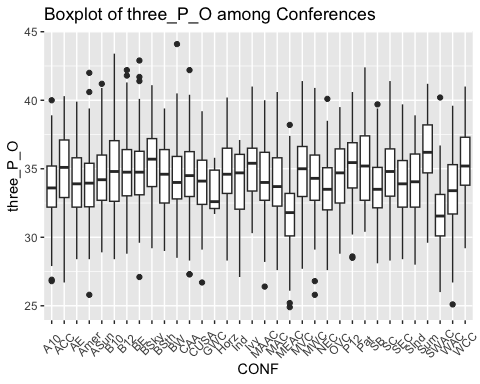 Boxplot of three_P_O among Conferences
three_P_O
45
40
35
30
25
A10
ACC
AE
Amer
ASun
B10
B12
BE
BSky
BSth
BW
CAA
CUSA
GWC
Horz
Ind
Ivy
MAAC
MAC
MEAC
MVC
MWC
NEC
OVC
P12
Pat
SB
SC
SEC
Slnd
Sum
SWAC
WAC
WCC
CONF